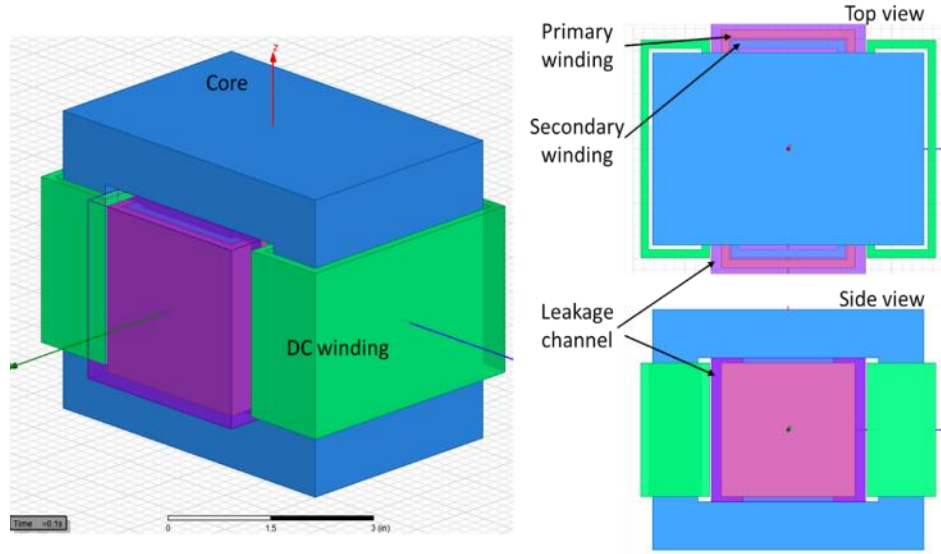 Top view
Primary
winding
z
Core
Secondary
winding
Leakage
channel
Side view
DC winding
Time =0.1s
0 1.5 3 (in)